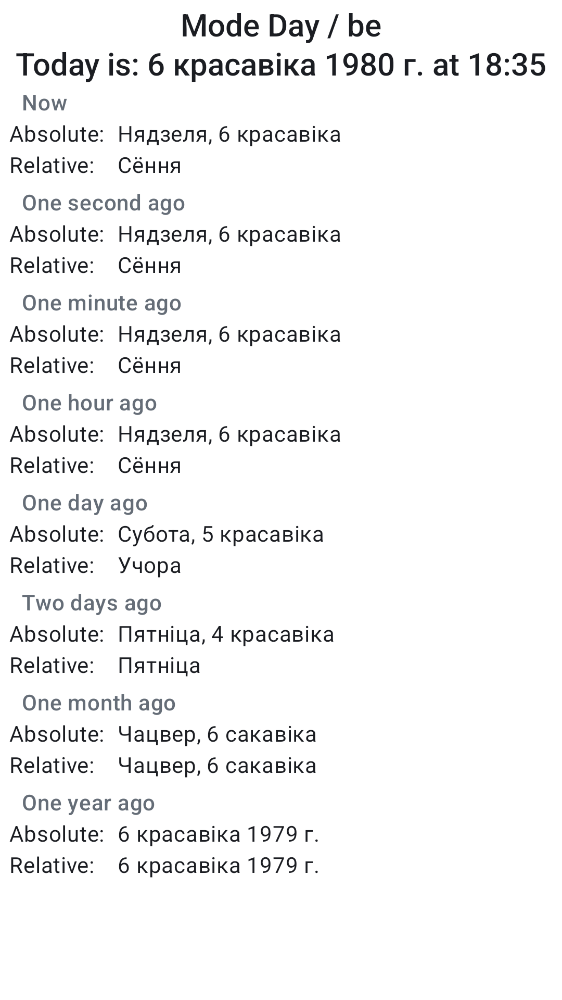 Mode Day / be
Today is: 6 красавіка 1980 г. at 18:35
Now
Absolute: Нядзеля, 6 красавіка
Relative: Сёння
One second ago
Absolute: Нядзеля, 6 красавіка
Relative: Сёння
One minute ago
Absolute: Нядзеля, 6 красавіка
Relative: Сёння
One hour ago
Absolute: Нядзеля, 6 красавіка
Relative: Сёння
One day ago
Absolute: Субота, 5 красавіка
Relative: Учора
Two days ago
Absolute: Пятніца, 4 красавіка
Relative: Пятніца
One month ago
Absolute: Чацвер, 6 сакавіка
Relative: Чацвер, 6 сакавіка
One year ago
Absolute: 6 красавіка 1979 г.
Relative: 6 красавіка 1979 г.